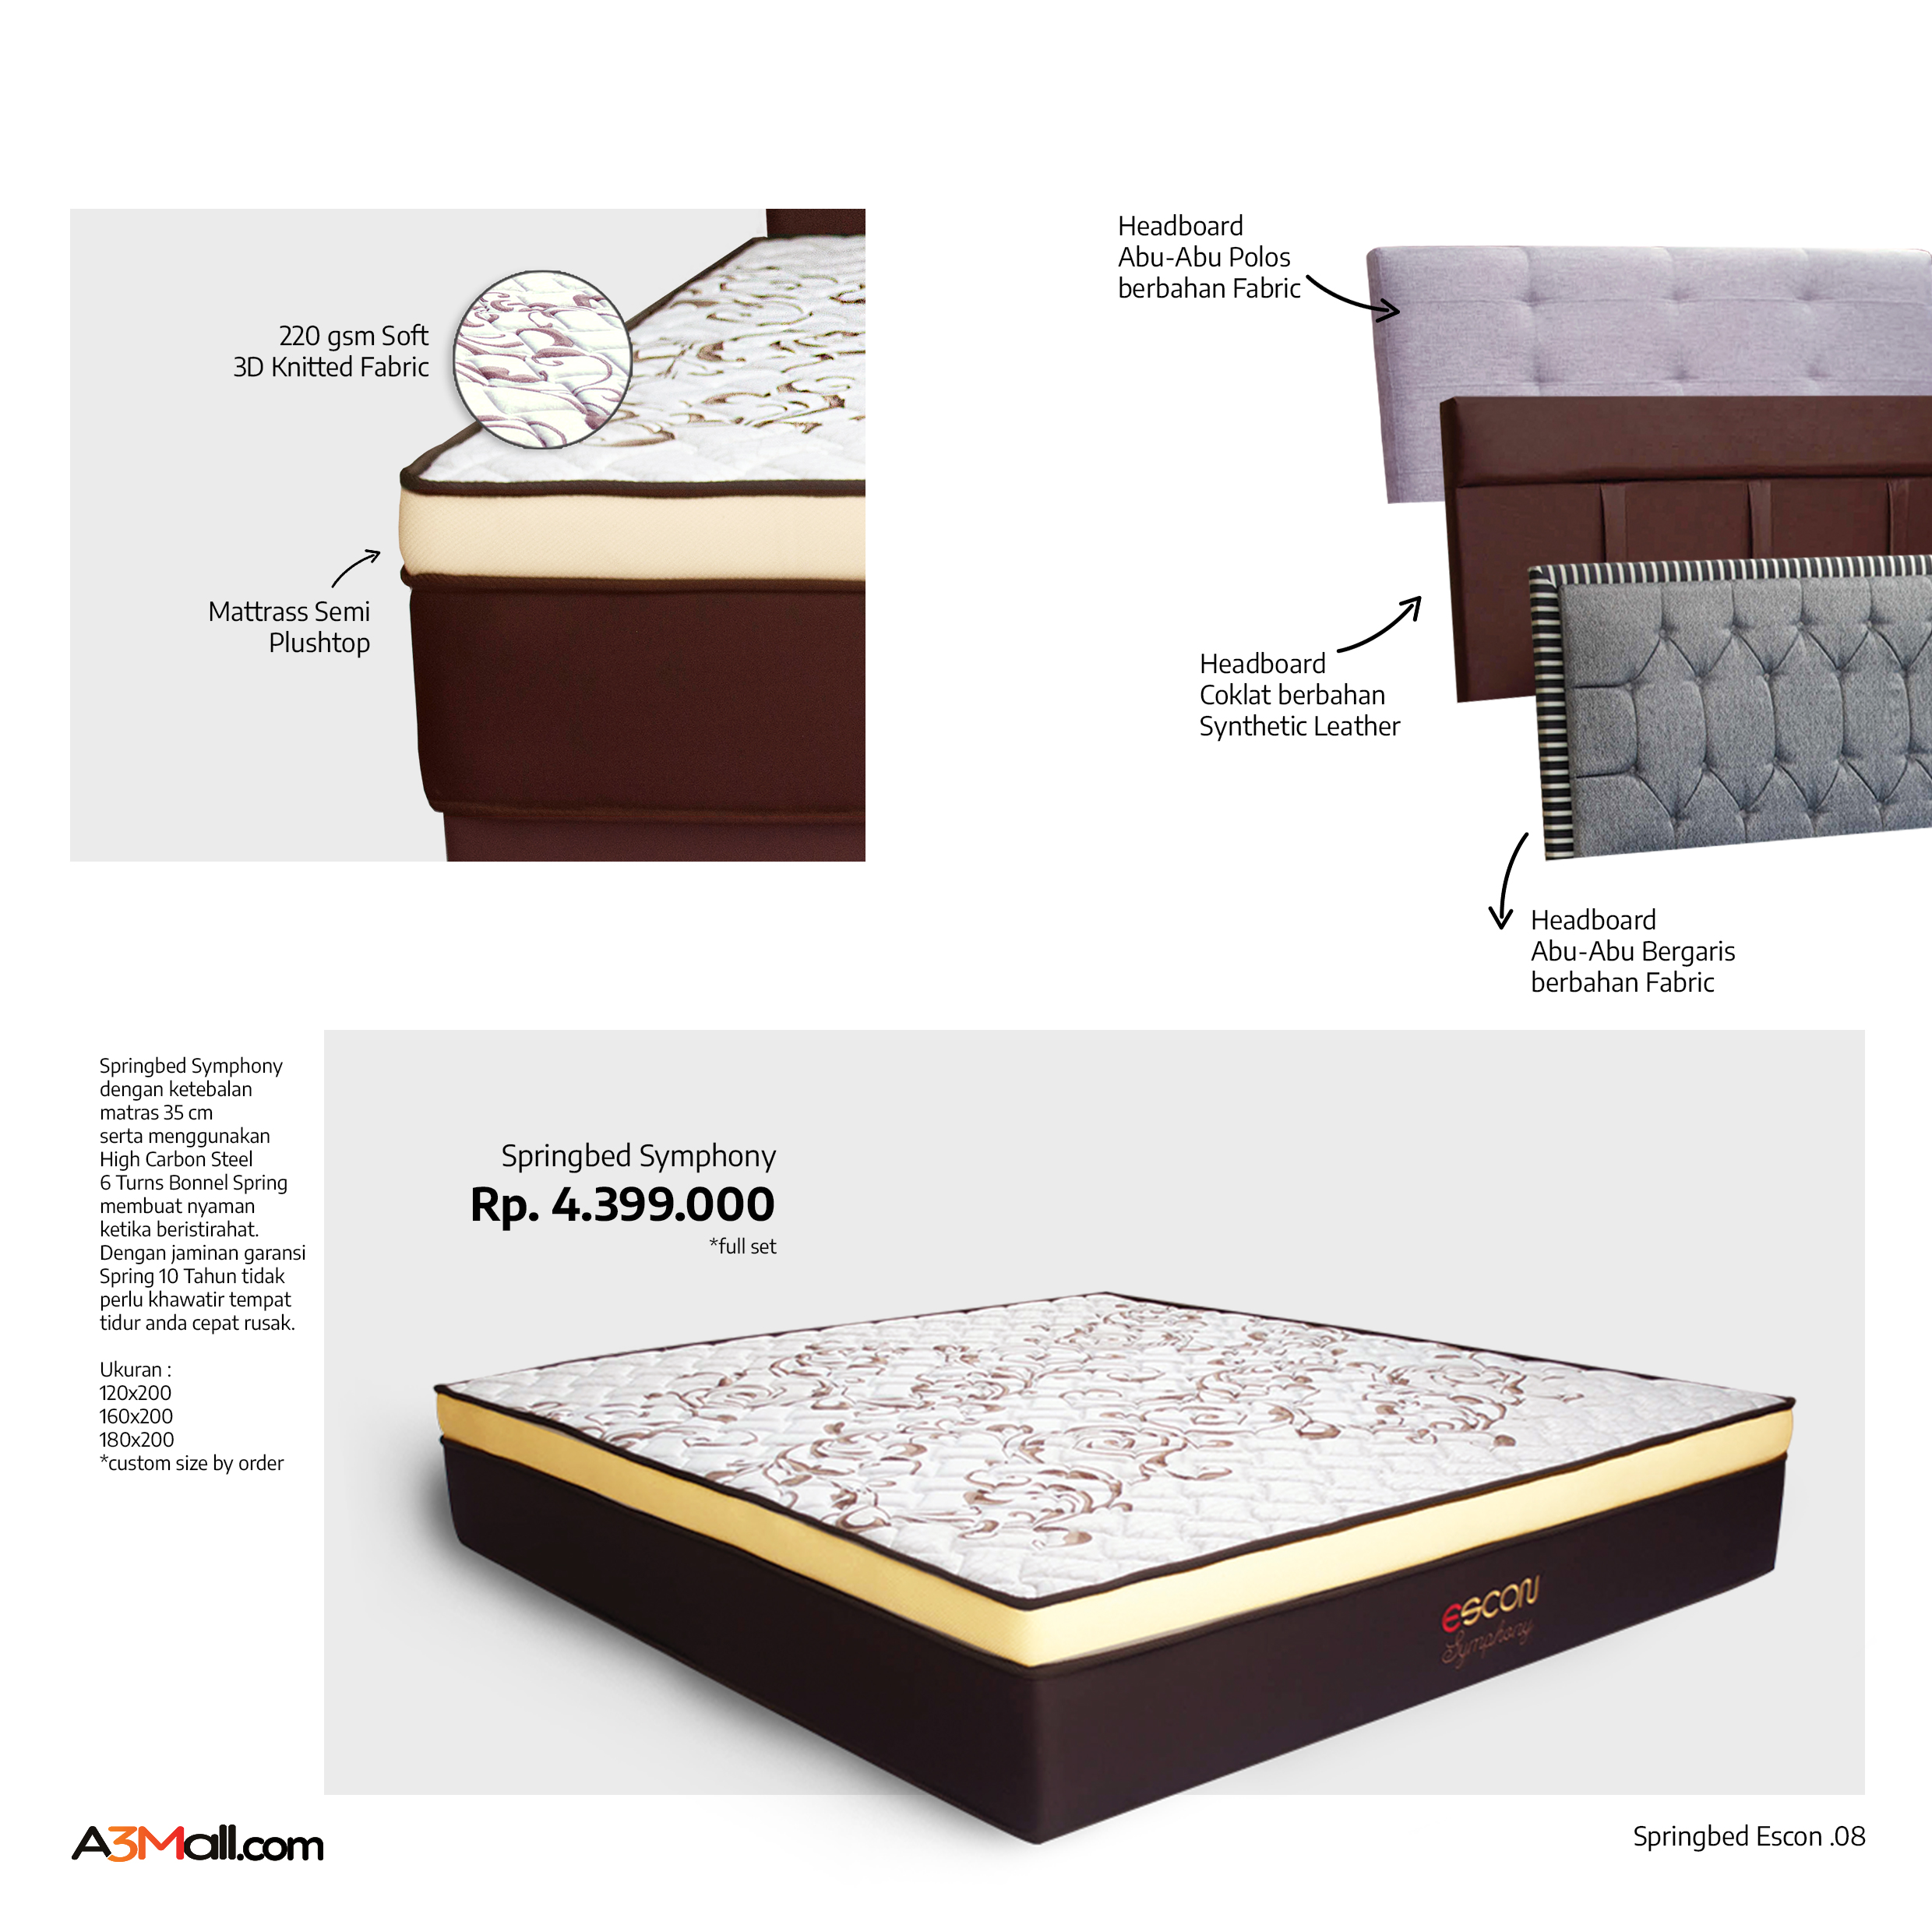 220 gsm Soft
3D Knitted Fabric
Mattrass Semi
Plushtop
Headboard
Abu-Abu Polos
berbahan Fabric
Headboard
Coklat berbahan
Synthetic Leather
Headboard
Abu-Abu Bergaris
berbahan Fabric
Springbed Symphony
dengan ketebalan
matras 35 cm
serta menggunakan
High Carbon Steel
6 Turns Bonnel Spring
membuat nyaman
ketika beristirahat.
Dengan jaminan garansi
Spring 10 Tahun tidak
perlu khawatir tempat
tidur anda cepat rusak.
Ukuran :
120x200
160x200
180x200
*custom size by order
Springbed Symphony
Rp. 4.399.000
*full set
escon
Symphony
A3Mall.com
Springbed Escon .08